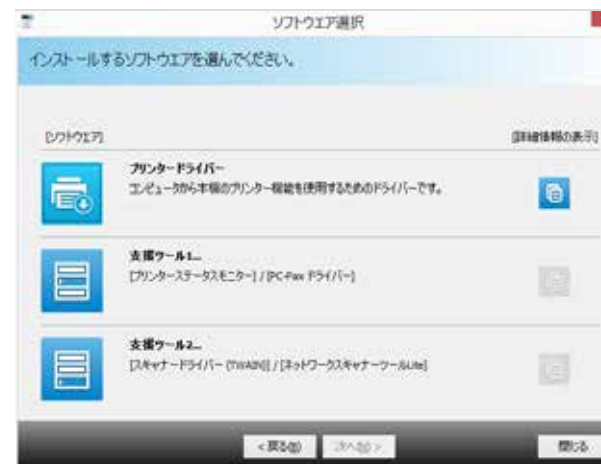 ソフトウエア選択
インストールするソフトウエアを選んでください。
[ソフトウエア]
[詳細情報の表示]
プリンタードライバー
コンピュータから本機のプリンター機能を使用するためのドライバーです。
支援ツール1...
[プリンターステータスモニター] / [PC-Fax ドライバー]
支援ツール2...
[スキャナードライバー (TWAIN)] / [ネットワークスキャナーツールLite]
< 戻る(B)
次へ(N) >
閉じる